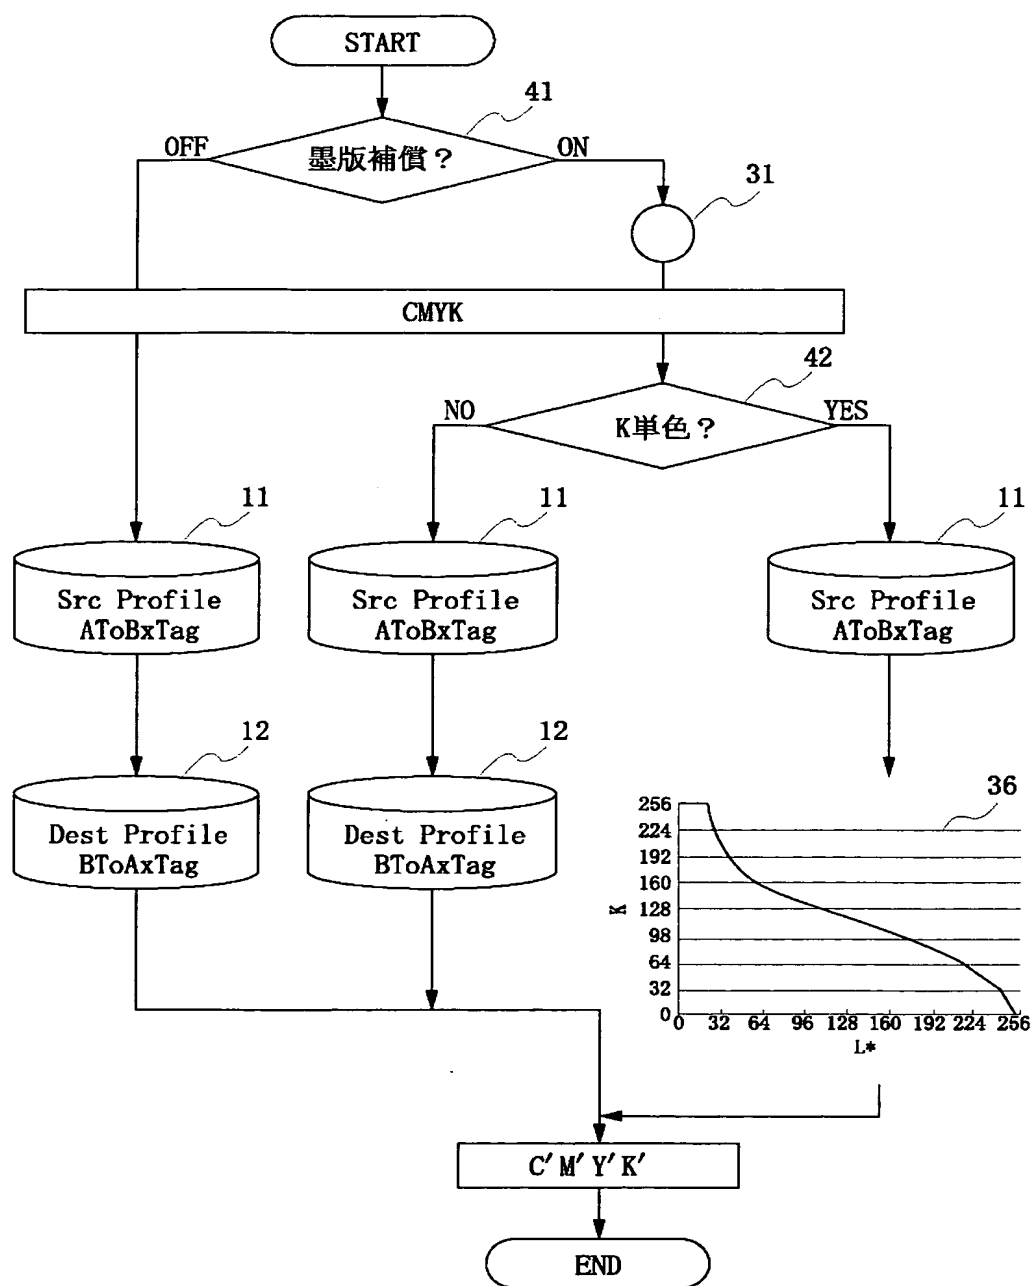 START
41
OFF
墨版補償?
ON
31
CMYK
42
NO
K単色?
YES
11
11
11
Src Profile
AToBxTag
Src Profile
AToBxTag
Src Profile
AToBxTag
12
12
Dest Profile
BToAxTag
Dest Profile
BToAxTag
36
256
224
192
160
128
98
64
32
0
K
0 32 64 96 128 160 192 224 256
L*
C′M′Y′K′
END